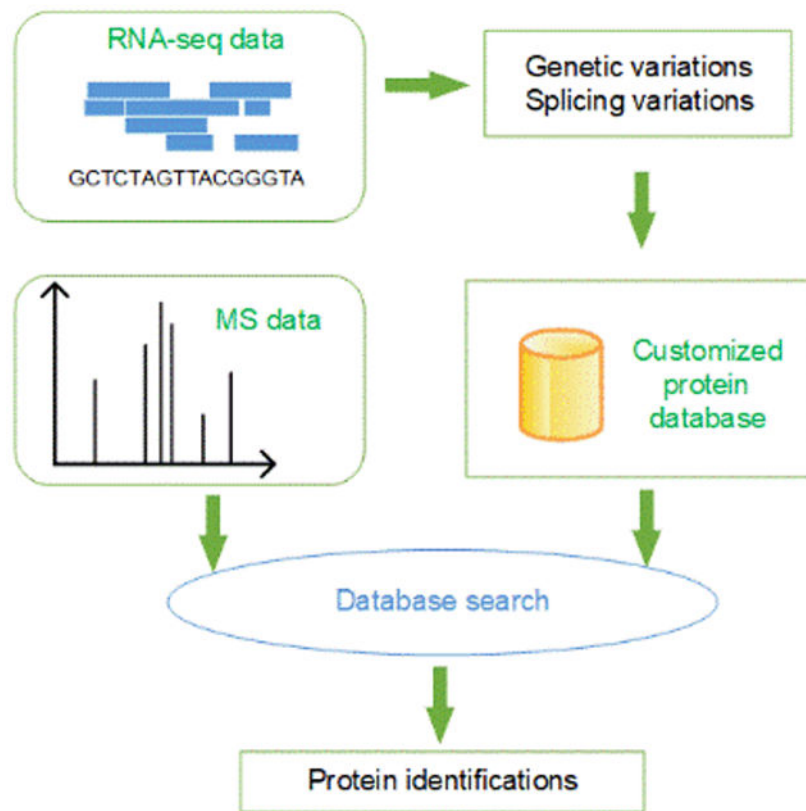 RNA-seq data
GCTCTAGTTACGGGTA
Genetic variations
Splicing variations
MS data
Customized
protein
database
Database search
Protein identifications